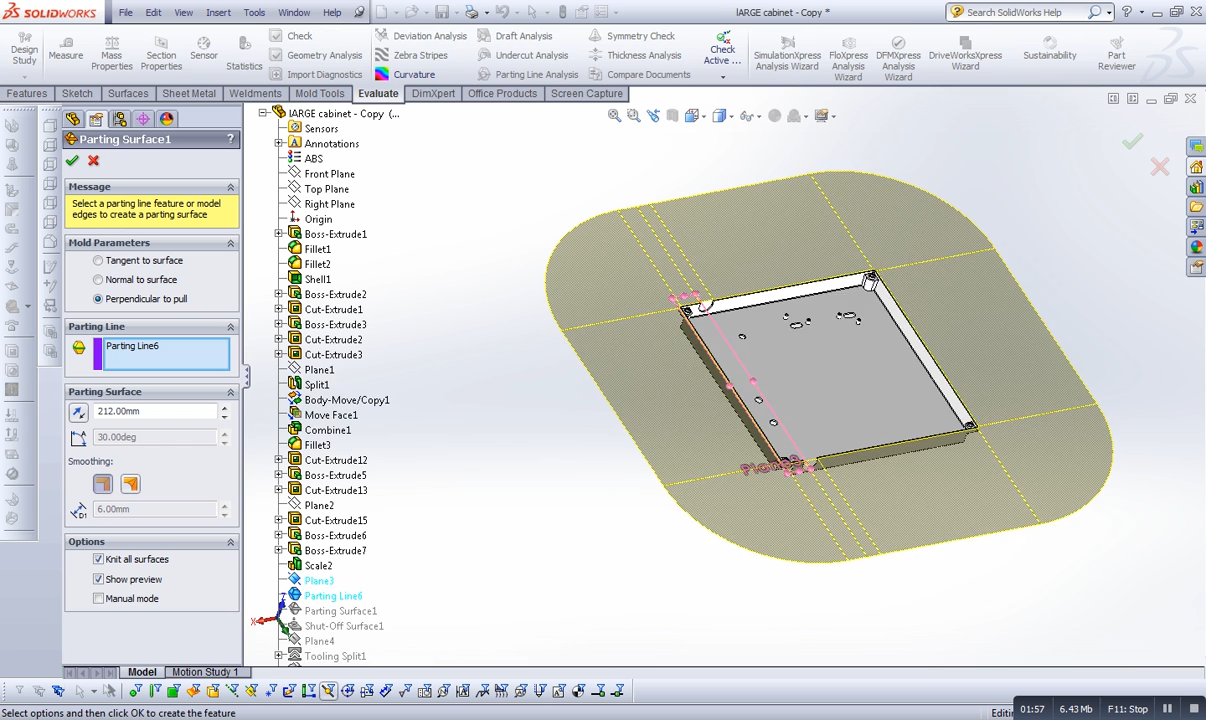 SOLIDWORKS
File Edit View Insert Tools Window Help
lARGE cabinet - Copy *
Search SolidWorks Help
Design Study
Measure
Mass Properties
Section Properties
Sensor
Statistics
Check
Geometry Analysis
Import Diagnostics
Deviation Analysis
Zebra Stripes
Curvature
Draft Analysis
Undercut Analysis
Parting Line Analysis
Symmetry Check
Thickness Analysis
Compare Documents
Check Active ...
SimulationXpress Analysis Wizard
FloXpress Analysis Wizard
DFMXpress Analysis Wizard
DriveWorksXpress Wizard
Sustainability
Part Reviewer
Features Sketch Surfaces Sheet Metal Weldments Mold Tools Evaluate DimXpert Office Products Screen Capture
Parting Surface1 ?
Message
Select a parting line feature or model
edges to create a parting surface
Mold Parameters
Tangent to surface
Normal to surface
Perpendicular to pull
Parting Line
Parting Line6
Parting Surface
212.00mm
30.00deg
Smoothing:
6.00mm
Options
Knit all surfaces
Show preview
Manual mode
lARGE cabinet - Copy (...
Sensors
Annotations
ABS
Front Plane
Top Plane
Right Plane
Origin
Boss-Extrude1
Fillet1
Fillet2
Shell1
Boss-Extrude2
Cut-Extrude1
Boss-Extrude3
Cut-Extrude2
Cut-Extrude3
Plane1
Split1
Body-Move/Copy1
Move Face1
Combine1
Fillet3
Cut-Extrude12
Boss-Extrude5
Cut-Extrude13
Plane2
Cut-Extrude15
Boss-Extrude6
Boss-Extrude7
Scale2
Plane3
Parting Line6
Parting Surface1
Shut-Off Surface1
Plane4
Tooling Split1
Plane3
Z
X
Model Motion Study 1
Select options and then click OK to create the feature
Editin
01:57 6.43 Mb F11: Stop